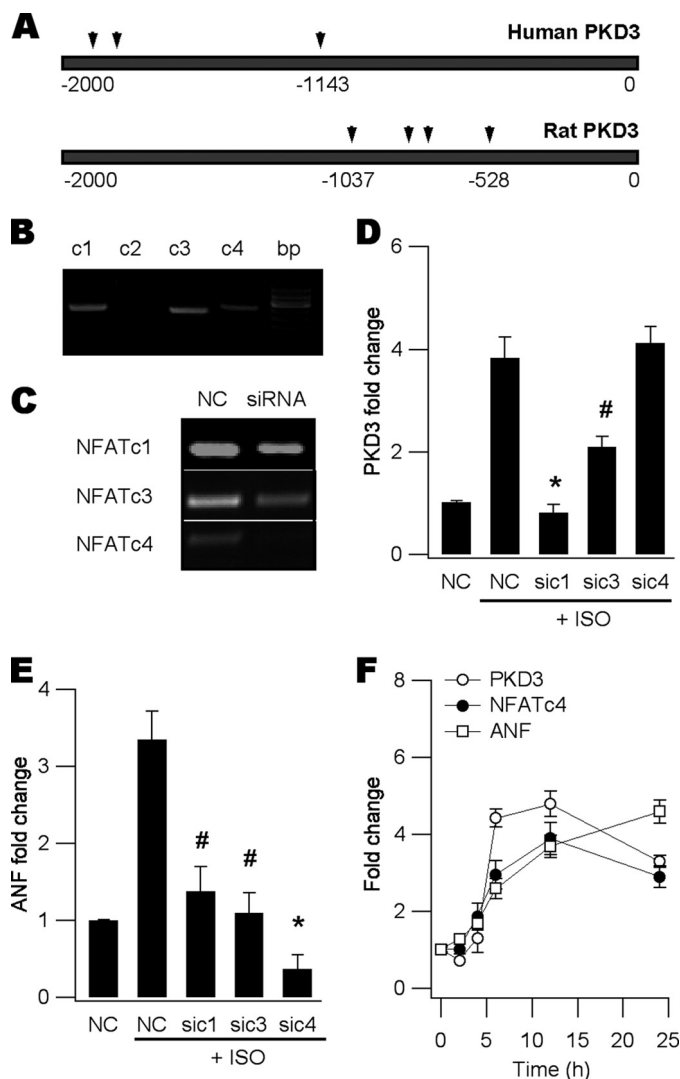 A
Human PKD3
-2000 -1143 0
Rat PKD3
-2000 -1037 -528 0
B
c1 c2 c3 c4 bp
C
NC siRNA
NFATc1
NFATc3
NFATc4
D
PKD3 fold change
6
4
2
0
*
#
NC NC sic1 sic3 sic4
+ ISO
E
ANF fold change
4
3
2
1
0
#
#
*
NC NC sic1 sic3 sic4
+ ISO
F
PKD3
NFATc4
ANF
Fold change
8
6
4
2
0
0 5 10 15 20 25
Time (h)